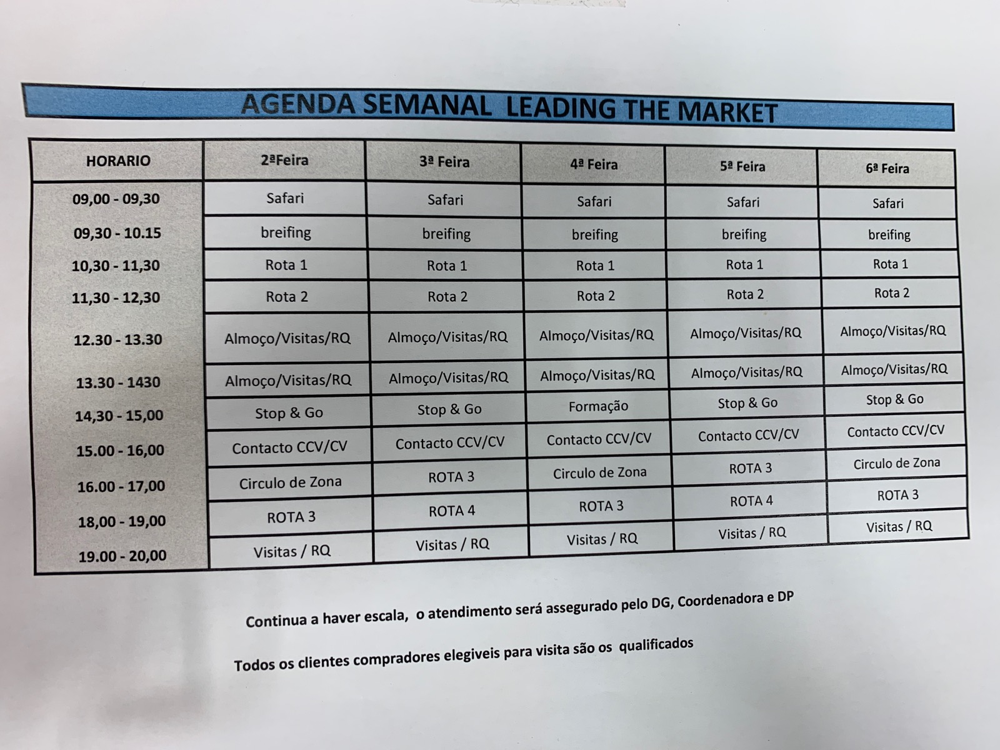 AGENDA SEMANAL LEADING THE MARKET
HORARIO 2ªFeira 3ª Feira 4ª Feira 5ª Feira 6ª Feira
09,00 - 09,30 Safari Safari Safari Safari Safari
09,30 - 10.15 breifing breifing breifing breifing breifing
10,30 - 11,30 Rota 1 Rota 1 Rota 1 Rota 1 Rota 1
11,30 - 12,30 Rota 2 Rota 2 Rota 2 Rota 2 Rota 2
12.30 - 13.30 Almoço/Visitas/RQ Almoço/Visitas/RQ Almoço/Visitas/RQ Almoço/Visitas/RQ Almoço/Visitas/RQ
13.30 - 1430 Almoço/Visitas/RQ Almoço/Visitas/RQ Almoço/Visitas/RQ Almoço/Visitas/RQ Almoço/Visitas/RQ
14,30 - 15,00 Stop & Go Stop & Go Formação Stop & Go Stop & Go
15.00 - 16,00 Contacto CCV/CV Contacto CCV/CV Contacto CCV/CV Contacto CCV/CV Contacto CCV/CV
16.00 - 17,00 Circulo de Zona ROTA 3 Circulo de Zona ROTA 3 Circulo de Zona
18,00 - 19,00 ROTA 3 ROTA 4 ROTA 3 ROTA 4 ROTA 3
19.00 - 20,00 Visitas / RQ Visitas / RQ Visitas / RQ Visitas / RQ Visitas / RQ
Continua a haver escala, o atendimento será assegurado pelo DG, Coordenadora e DP
Todos os clientes compradores elegiveis para visita são os qualificados